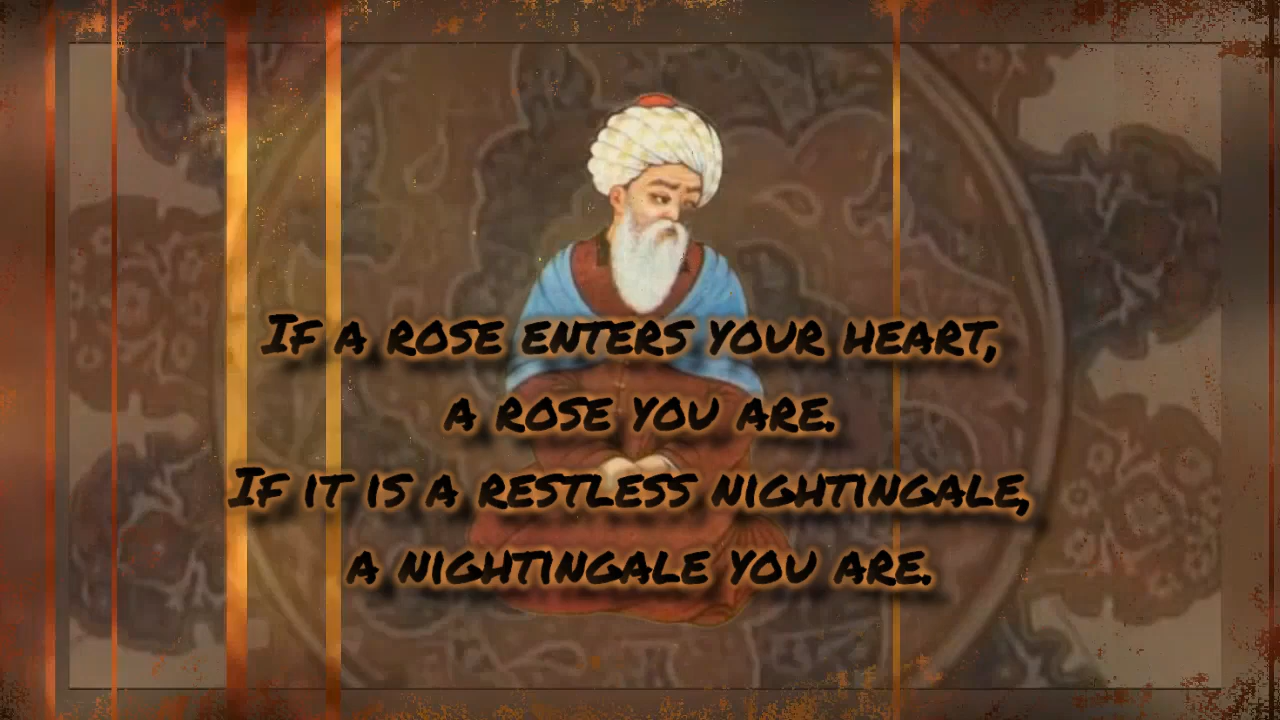 If a rose enters your heart,
a rose you are.
If it is a restless nightingale,
a nightingale you are.